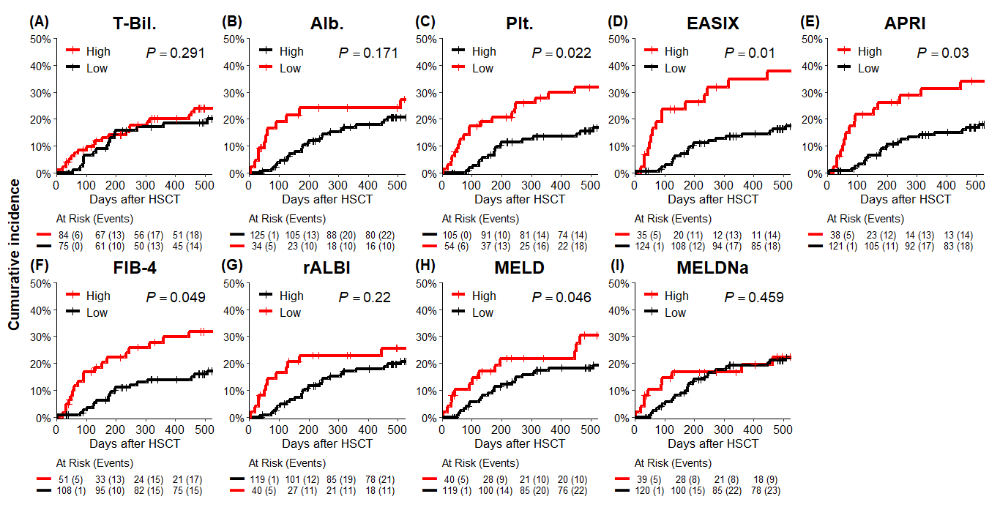 Cumurative incidence
(A) T-Bil.
50%
40%
30%
20%
10%
0%
High
Low
P = 0.291
0 100 200 300 400 500
Days after HSCT
At Risk (Events)
84 (6) 67 (13) 56 (17) 51 (18)
75 (0) 61 (10) 50 (13) 45 (14)
(B) Alb.
50%
40%
30%
20%
10%
0%
High
Low
P = 0.171
0 100 200 300 400 500
Days after HSCT
At Risk (Events)
125 (1) 105 (13) 88 (20) 80 (22)
34 (5) 23 (10) 18 (10) 16 (10)
(C) Plt.
50%
40%
30%
20%
10%
0%
High
Low
P = 0.022
0 100 200 300 400 500
Days after HSCT
At Risk (Events)
105 (0) 91 (10) 81 (14) 74 (14)
54 (6) 37 (13) 25 (16) 22 (18)
(D) EASIX
50%
40%
30%
20%
10%
0%
High
Low
P = 0.01
0 100 200 300 400 500
Days after HSCT
At Risk (Events)
35 (5) 20 (11) 12 (13) 11 (14)
124 (1) 108 (12) 94 (17) 85 (18)
(E) APRI
50%
40%
30%
20%
10%
0%
High
Low
P = 0.03
0 100 200 300 400 500
Days after HSCT
At Risk (Events)
38 (5) 23 (12) 14 (13) 13 (14)
121 (1) 105 (11) 92 (17) 83 (18)
(F) FIB-4
50%
40%
30%
20%
10%
0%
High
Low
P = 0.049
0 100 200 300 400 500
Days after HSCT
At Risk (Events)
51 (5) 33 (13) 24 (15) 21 (17)
108 (1) 95 (10) 82 (15) 75 (15)
(G) rALBI
50%
40%
30%
20%
10%
0%
High
Low
P = 0.22
0 100 200 300 400 500
Days after HSCT
At Risk (Events)
119 (1) 101 (12) 85 (19) 78 (21)
40 (5) 27 (11) 21 (11) 18 (11)
(H) MELD
50%
40%
30%
20%
10%
0%
High
Low
P = 0.046
0 100 200 300 400 500
Days after HSCT
At Risk (Events)
40 (5) 28 (9) 21 (10) 20 (10)
119 (1) 100 (14) 85 (20) 76 (22)
(I) MELDNa
50%
40%
30%
20%
10%
0%
High
Low
P = 0.459
0 100 200 300 400 500
Days after HSCT
At Risk (Events)
39 (5) 28 (8) 21 (8) 18 (9)
120 (1) 100 (15) 85 (22) 78 (23)